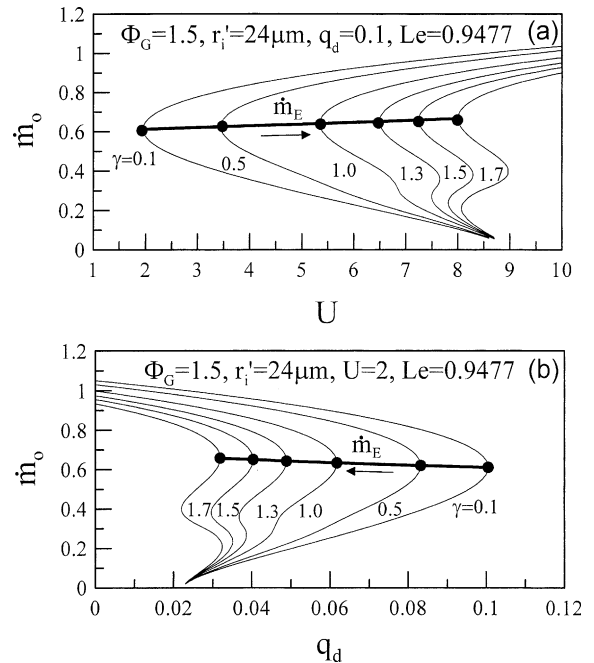 Φ_G=1.5, r_i'=24μm, q_d=0.1, Le=0.9477 (a)
1.2
1
0.8
0.6
0.4
0.2
0
ṁ_o
ṁ_E
γ=0.1
0.5
1.0
1.3
1.5
1.7
1 2 3 4 5 6 7 8 9 10
U
Φ_G=1.5, r_i'=24μm, U=2, Le=0.9477 (b)
1.2
1
0.8
0.6
0.4
0.2
0
ṁ_o
ṁ_E
1.7 1.5 1.3 1.0 0.5 γ=0.1
0 0.02 0.04 0.06 0.08 0.1 0.12
q_d